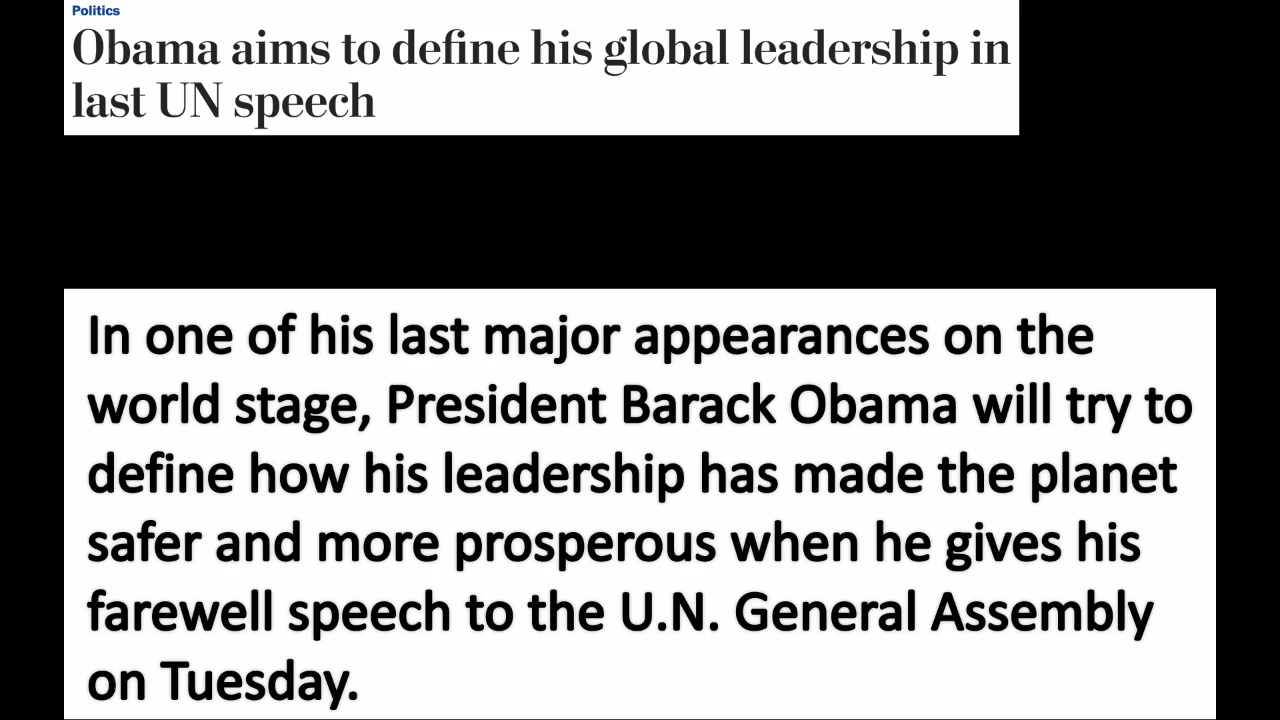 Politics
Obama aims to define his global leadership in
last UN speech
In one of his last major appearances on the
world stage, President Barack Obama will try to
define how his leadership has made the planet
safer and more prosperous when he gives his
farewell speech to the U.N. General Assembly
on Tuesday.